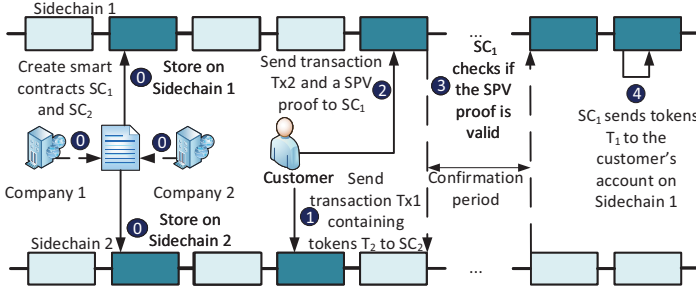 Sidechain 1
Create smart
contracts SC1
and SC2
0
Store on
Sidechain 1
Send transaction
Tx2 and a SPV
proof to SC1
2
...
3
SC1
checks if
the SPV
proof is
valid
4
SC1 sends tokens
T1 to the
customer's
account on
Sidechain 1
0
0
Company 1
Company 2
Customer
Confirmation
period
0
Store on
Sidechain 2
1
Send
transaction Tx1
containing
tokens T2 to SC2
Sidechain 2
...